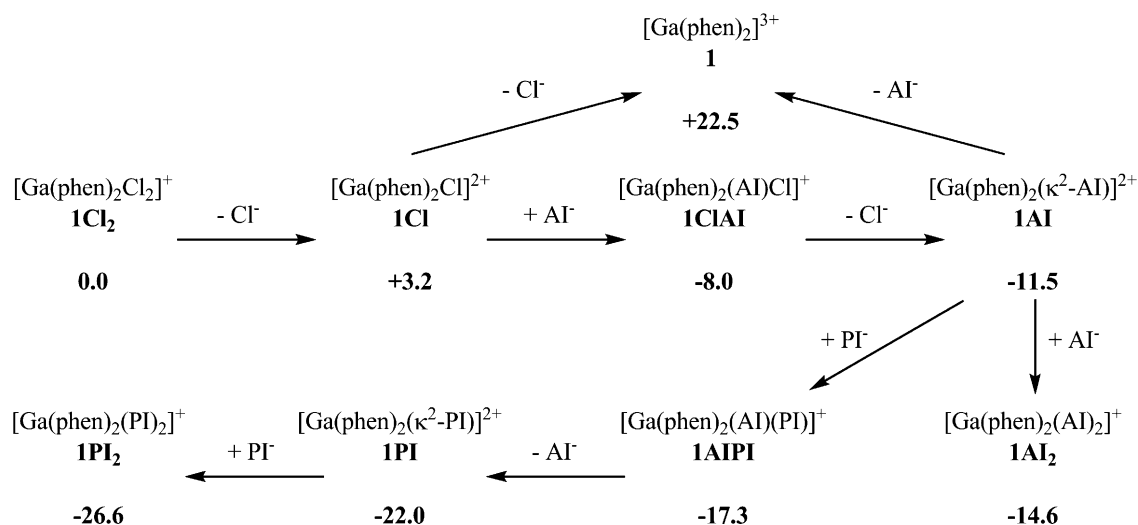 [Ga(phen)₂]³⁺
1
- Cl⁻
- AI⁻
+22.5
[Ga(phen)₂Cl₂]⁺
1Cl₂
0.0
- Cl⁻
[Ga(phen)₂Cl]²⁺
1Cl
+3.2
+ AI⁻
[Ga(phen)₂(AI)Cl]⁺
1ClAI
-8.0
- Cl⁻
[Ga(phen)₂(κ²-AI)]²⁺
1AI
-11.5
+ PI⁻
+ AI⁻
[Ga(phen)₂(PI)₂]⁺
1PI₂
-26.6
+ PI⁻
[Ga(phen)₂(κ²-PI)]²⁺
1PI
-22.0
- AI⁻
[Ga(phen)₂(AI)(PI)]⁺
1AIPI
-17.3
[Ga(phen)₂(AI)₂]⁺
1AI₂
-14.6